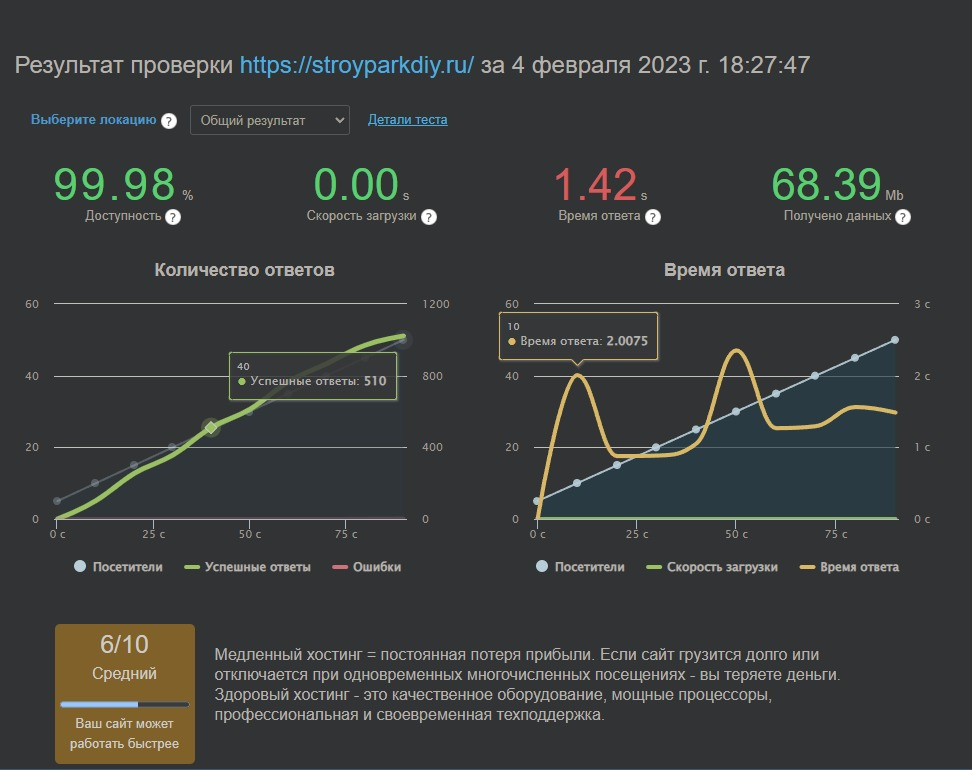 Результат проверки https://stroyparkdiy.ru/ за 4 февраля 2023 г. 18:27:47
Выберите локацию ? Общий результат Детали теста
99.98 % 0.00 s 1.42 s 68.39 Mb
Доступность ? Скорость загрузки ? Время ответа ? Получено данных ?
Количество ответов
60 1200
40
Успешные ответы: 510
40 800
20 400
0 0
0 с 25 с 50 с 75 с
Посетители Успешные ответы Ошибки
Время ответа
60 3 с
10
Время ответа: 2.0075
40 2 с
20 1 с
0 0 с
0 с 25 с 50 с 75 с
Посетители Скорость загрузки Время ответа
6/10
Средний
Ваш сайт может
работать быстрее
Медленный хостинг = постоянная потеря прибыли. Если сайт грузится долго или
отключается при одновременных многочисленных посещениях - вы теряете деньги.
Здоровый хостинг - это качественное оборудование, мощные процессоры,
профессиональная и своевременная техподдержка.